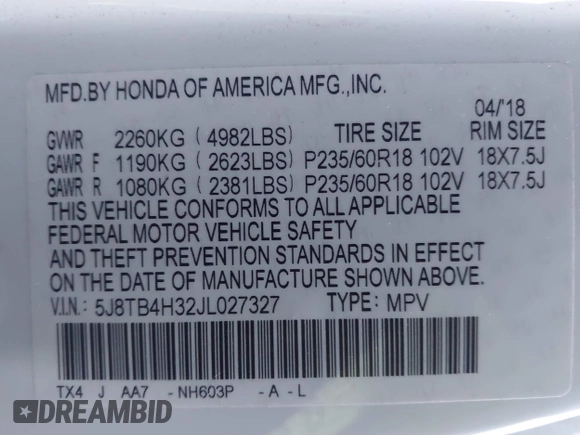 MFD.BY HONDA OF AMERICA MFG.,INC.
04/'18
GVWR 2260KG ( 4982LBS) TIRE SIZE RIM SIZE
GAWR F 1190KG ( 2623LBS) P235/60R18 102V 18X7.5J
GAWR R 1080KG ( 2381LBS) P235/60R18 102V 18X7.5J
THIS VEHICLE CONFORMS TO ALL APPLICABLE
FEDERAL MOTOR VEHICLE SAFETY
AND THEFT PREVENTION STANDARDS IN EFFECT
ON THE DATE OF MANUFACTURE SHOWN ABOVE.
V.I.N.: 5J8TB4H32JL027327 TYPE: MPV
TX4 J AA7 -NH603P -A-L
DREAMBID